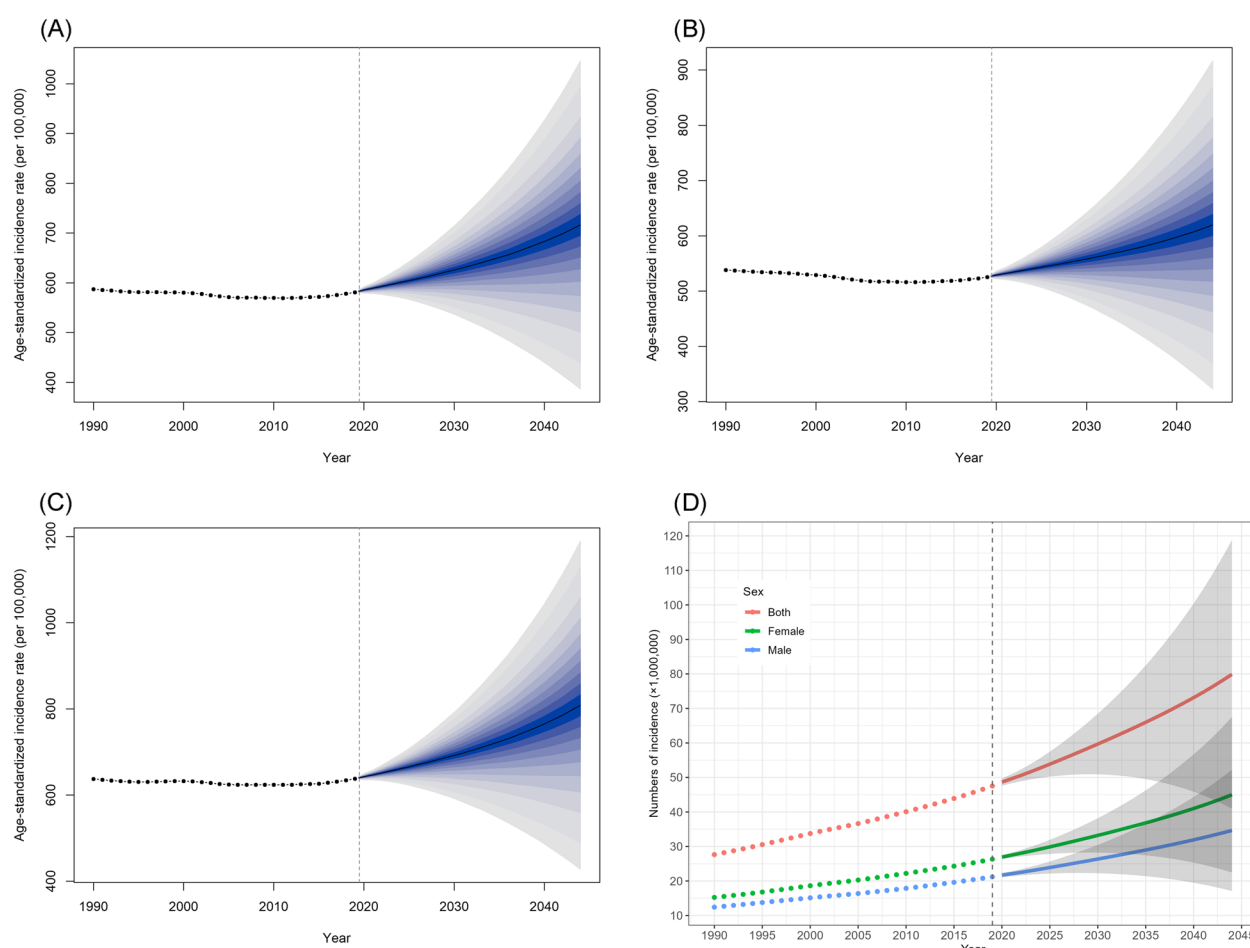 (A)
Age-standardized incidence rate (per 100,000)
1000
900
800
700
600
500
400
1990 2000 2010 2020 2030 2040
Year
(B)
Age-standardized incidence rate (per 100,000)
900
800
700
600
500
400
300
1990 2000 2010 2020 2030 2040
Year
(C)
Age-standardized incidence rate (per 100,000)
1200
1000
800
600
400
1990 2000 2010 2020 2030 2040
Year
(D)
Numbers of incidence (×1,000,000)
120
110
100
90
80
70
60
50
40
30
20
10
Sex
Both
Female
Male
1990 1995 2000 2005 2010 2015 2020 2025 2030 2035 2040 2045
Year